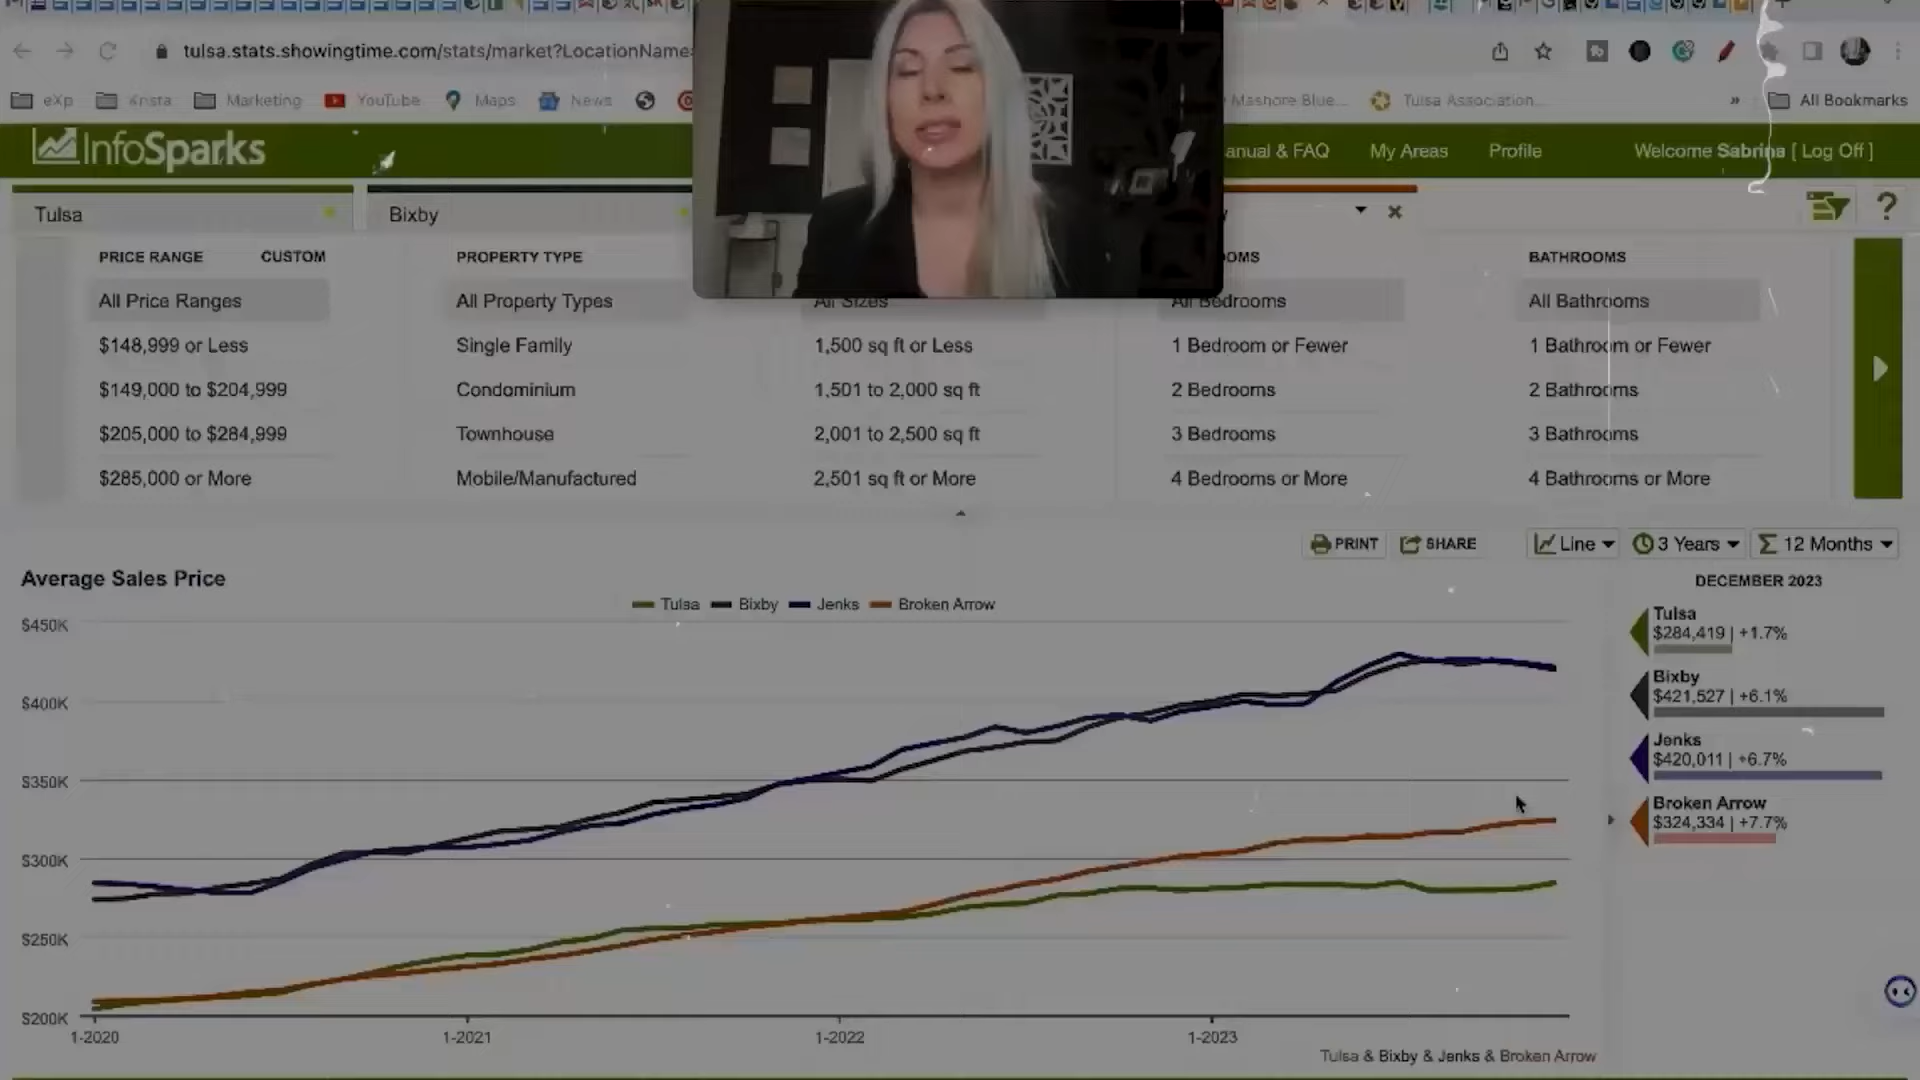 tulsa.stats.showingtime.com/stats/market?LocationName=
eXp Krista Marketing YouTube Maps News Mashore Blue... Tulsa Association... » All Bookmarks
InfoSparks anual & FAQ My Areas Profile Welcome Sabrina [ Log Off ]
Tulsa Bixby y
PRICE RANGE CUSTOM PROPERTY TYPE OOMS BATHROOMS
All Price Ranges All Property Types All Sizes All Bedrooms All Bathrooms
$148,999 or Less Single Family 1,500 sq ft or Less 1 Bedroom or Fewer 1 Bathroom or Fewer
$149,000 to $204,999 Condominium 1,501 to 2,000 sq ft 2 Bedrooms 2 Bathrooms
$205,000 to $284,999 Townhouse 2,001 to 2,500 sq ft 3 Bedrooms 3 Bathrooms
$285,000 or More Mobile/Manufactured 2,501 sq ft or More 4 Bedrooms or More 4 Bathrooms or More
PRINT SHARE Line 3 Years 12 Months
Average Sales Price
DECEMBER 2023
Tulsa Bixby Jenks Broken Arrow
Tulsa
$284,419 | +1.7%
Bixby
$421,527 | +6.1%
Jenks
$420,011 | +6.7%
Broken Arrow
$324,334 | +7.7%
$450K
$400K
$350K
$300K
$250K
$200K
1-2020 1-2021 1-2022 1-2023
Tulsa & Bixby & Jenks & Broken Arrow